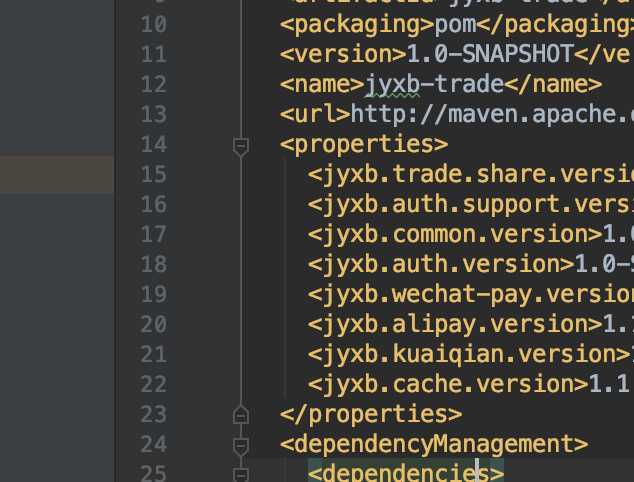 10 <packaging>pom</packaging>
11 <version>1.0-SNAPSHOT</ve
12 <name>jyxb-trade</name>
13 <url>http://maven.apache.
14 <properties>
15 <jyxb.trade.share.versio
16 <jyxb.auth.support.versi
17 <jyxb.common.version>1.0
18 <jyxb.auth.version>1.0-S
19 <jyxb.wechat-pay.version
20 <jyxb.alipay.version>1.1
21 <jyxb.kuaiqian.version>1
22 <jyxb.cache.version>1.1
23 </properties>
24 <dependencyManagement>
25 <dependencies>